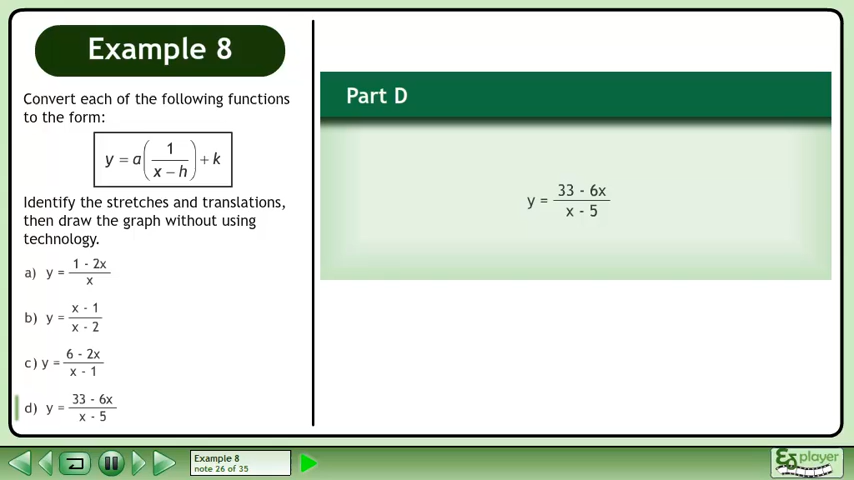 Example 8
Convert each of the following functions
to the form:
y = a(1/(x – h)) + k
Identify the stretches and translations,
then draw the graph without using
technology.
a) y = (1 - 2x)/x
b) y = (x - 1)/(x - 2)
c) y = (6 - 2x)/(x - 1)
d) y = (33 - 6x)/(x - 5)
Part D
y = (33 - 6x)/(x - 5)
Example 8
note 26 of 35
player